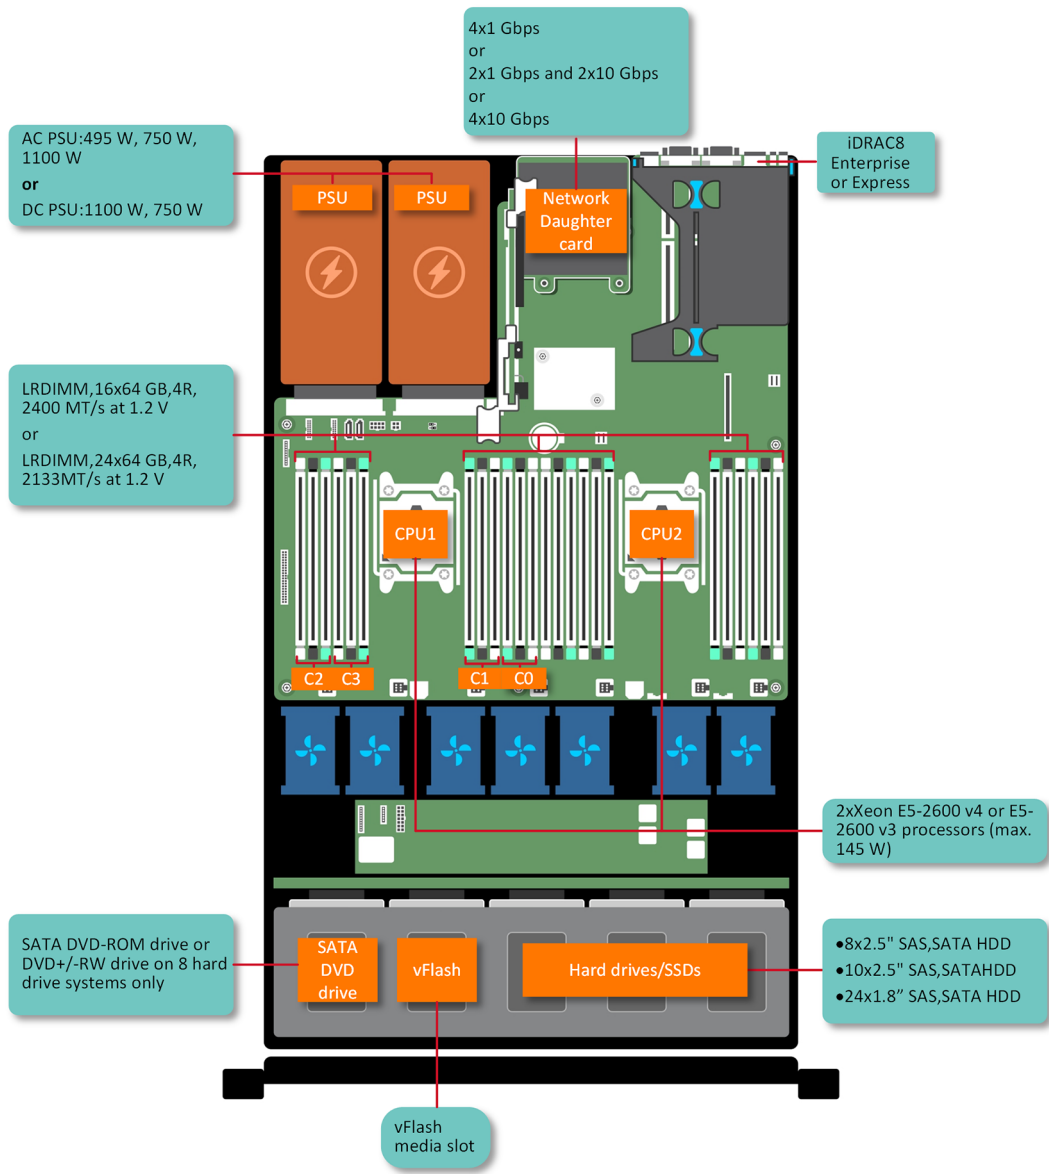 4x1 Gbps
or
2x1 Gbps and 2x10 Gbps
or
4x10 Gbps
AC PSU:495 W, 750 W,
1100 W
or
DC PSU:1100 W, 750 W
iDRAC8
Enterprise
or Express
PSU
PSU
Network
Daughter
card
LRDIMM,16x64 GB,4R,
2400 MT/s at 1.2 V
or
LRDIMM,24x64 GB,4R,
2133MT/s at 1.2 V
CPU1
CPU2
C2
C3
C1
C0
2xXeon E5-2600 v4 or E5-
2600 v3 processors (max.
145 W)
SATA DVD-ROM drive or
DVD+/-RW drive on 8 hard
drive systems only
SATA
DVD
drive
vFlash
Hard drives/SSDs
●8x2.5" SAS,SATA HDD
●10x2.5" SAS,SATAHDD
●24x1.8” SAS,SATA HDD
vFlash
media slot